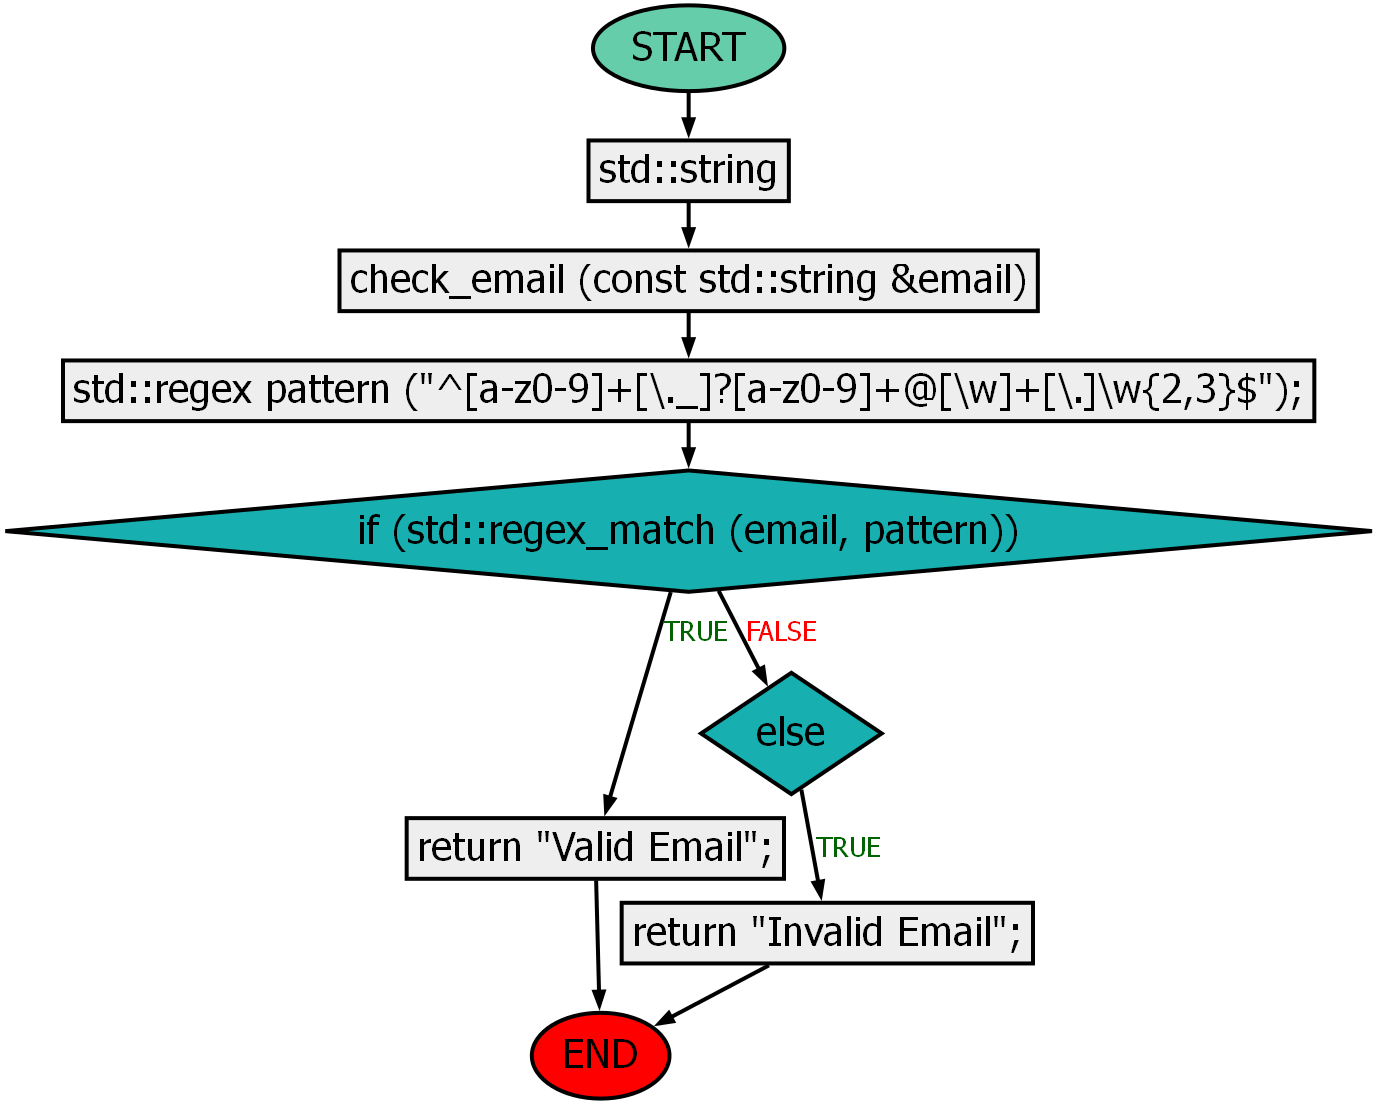 START
std::string
check_email (const std::string &email)
std::regex pattern ("^[a-z0-9]+[\._]?[a-z0-9]+@[\w]+[\.]\w{2,3}$");
if (std::regex_match (email, pattern))
TRUE
FALSE
else
return "Valid Email";
TRUE
return "Invalid Email";
END